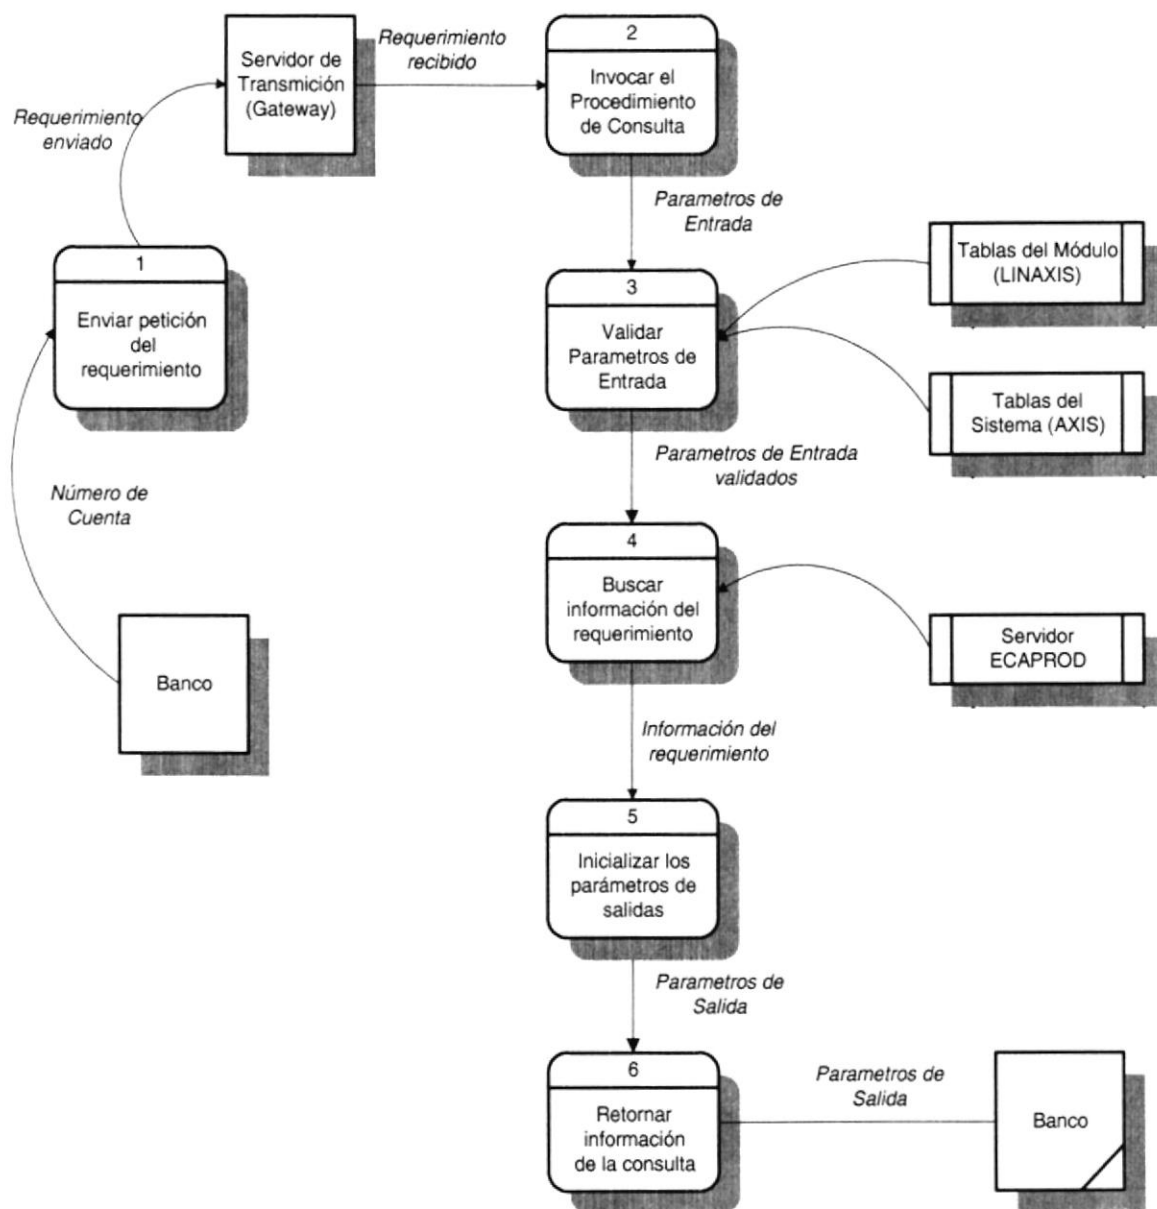 Servidor de
Transmición
(Gateway)
Requerimiento
recibido
2
Invocar el
Procedimiento
de Consulta
Requerimiento
enviado
Parametros de
Entrada
1
Enviar petición
del
requerimiento
3
Validar
Parametros de
Entrada
Tablas del Módulo
(LINAXIS)
Tablas del
Sistema (AXIS)
Parametros de Entrada
validados
Número de
Cuenta
4
Buscar
información del
requerimiento
Servidor
ECAPROD
Banco
Información del
requerimiento
5
Inicializar los
parámetros de
salidas
Parametros de
Salida
6
Retornar
información
de la consulta
Parametros de
Salida
Banco